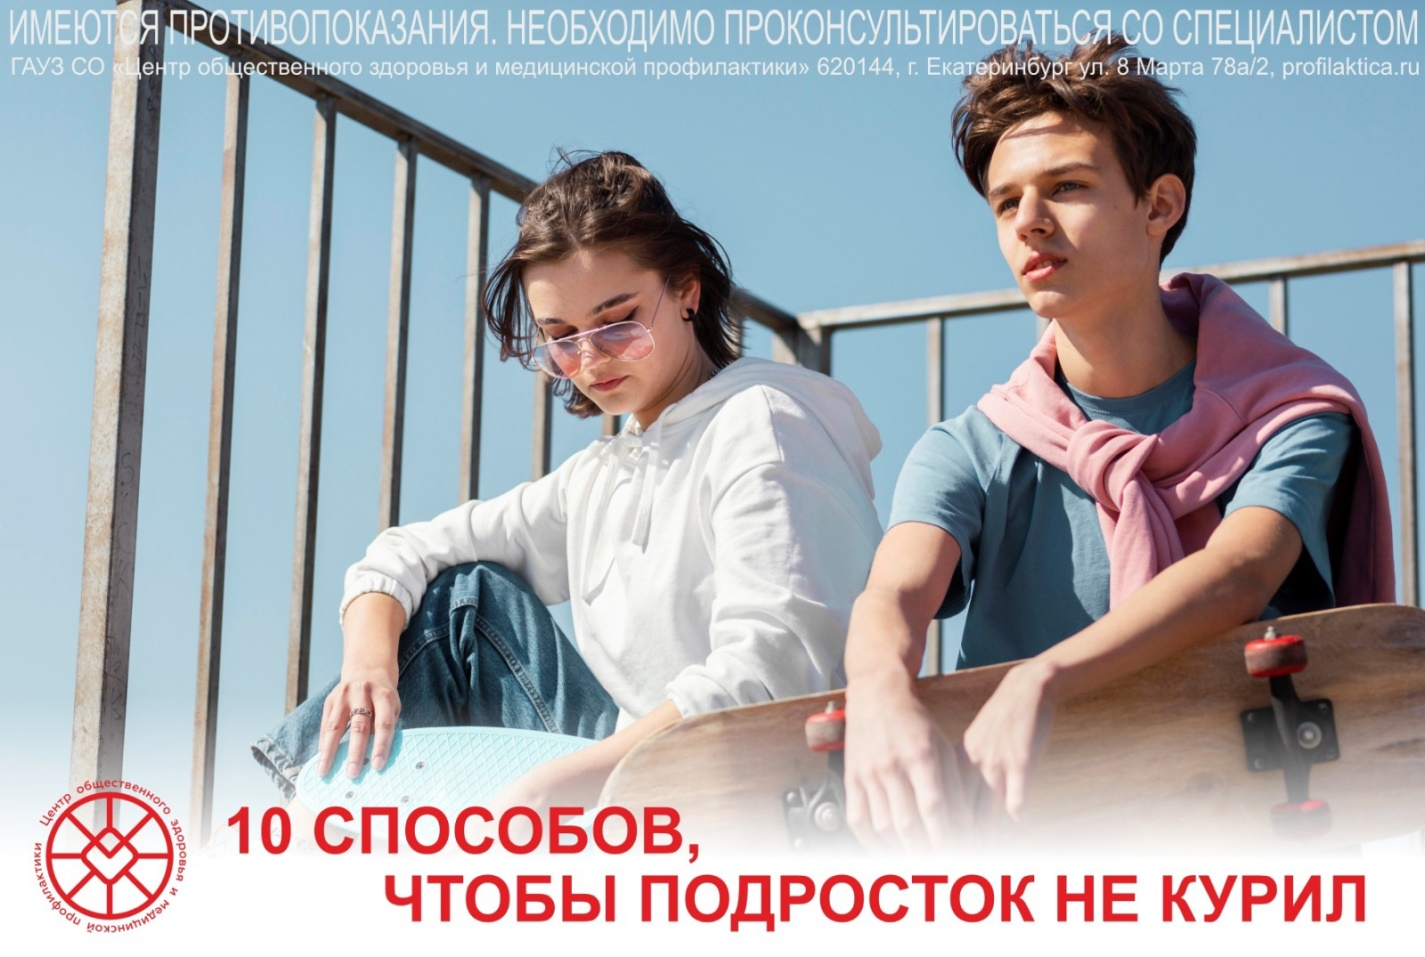 ИМЕЮТСЯ ПРОТИВОПОКАЗАНИЯ. НЕОБХОДИМО ПРОКОНСУЛЬТИРОВАТЬСЯ СО СПЕЦИАЛИСТОМ
ГАУЗ СО «Центр общественного здоровья и медицинской профилактики» 620144, г. Екатеринбург ул. 8 Марта 78а/2, profilaktica.ru
Центр общественного здоровья и медицинской профилактики
10 СПОСОБОВ,
ЧТОБЫ ПОДРОСТОК НЕ КУРИЛ